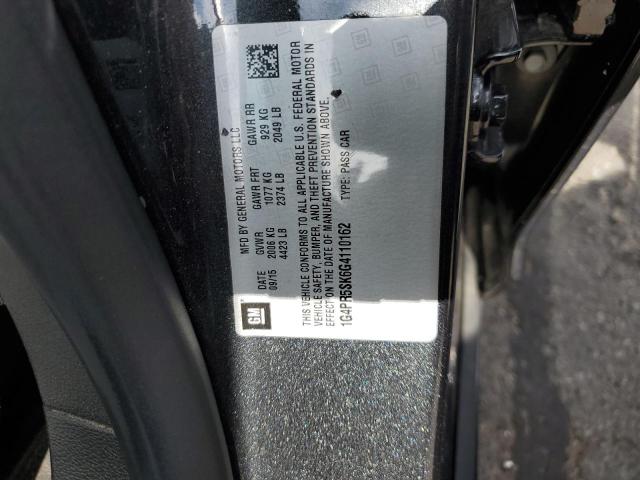 GM
MFD BY GENERAL MOTORS LLC
DATE GVWR GAWR FRT GAWR RR
09/15 2006 KG 1077 KG 929 KG
4423 LB 2374 LB 2049 LB
THIS VEHICLE CONFORMS TO ALL APPLICABLE U.S. FEDERAL MOTOR
VEHICLE SAFETY, BUMPER, AND THEFT PREVENTION STANDARDS IN
EFFECT ON THE DATE OF MANUFACTURE SHOWN ABOVE.
1G4PR5SK6G4110162 TYPE: PASS CAR